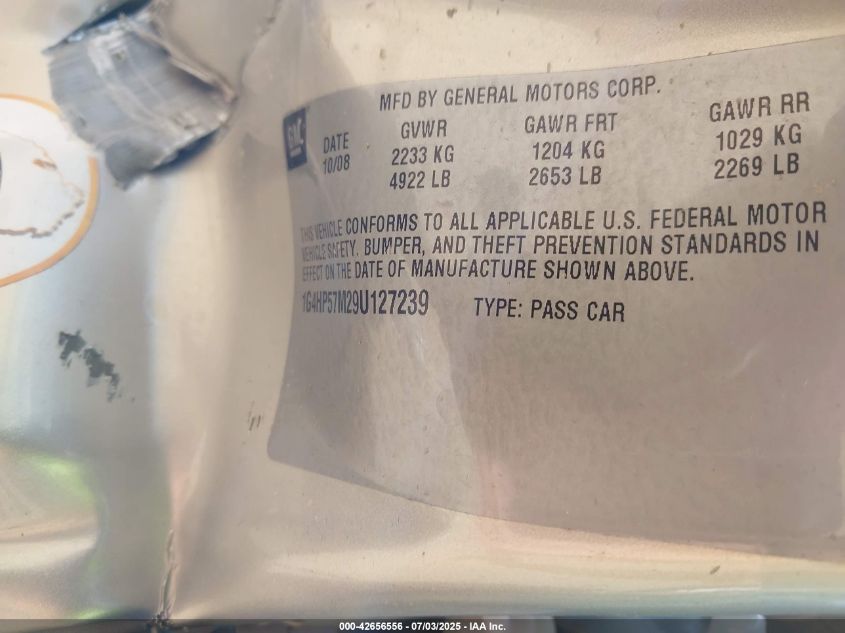 MFD BY GENERAL MOTORS CORP.
GM
DATE
10/08
GVWR
2233 KG
4922 LB
GAWR FRT
1204 KG
2653 LB
GAWR RR
1029 KG
2269 LB
THIS VEHICLE CONFORMS TO ALL APPLICABLE U.S. FEDERAL MOTOR
VEHICLE SAFETY, BUMPER, AND THEFT PREVENTION STANDARDS IN
EFFECT ON THE DATE OF MANUFACTURE SHOWN ABOVE.
1G4HP57M29U127239 TYPE: PASS CAR
000-42656556 - 07/03/2025 - IAA Inc.